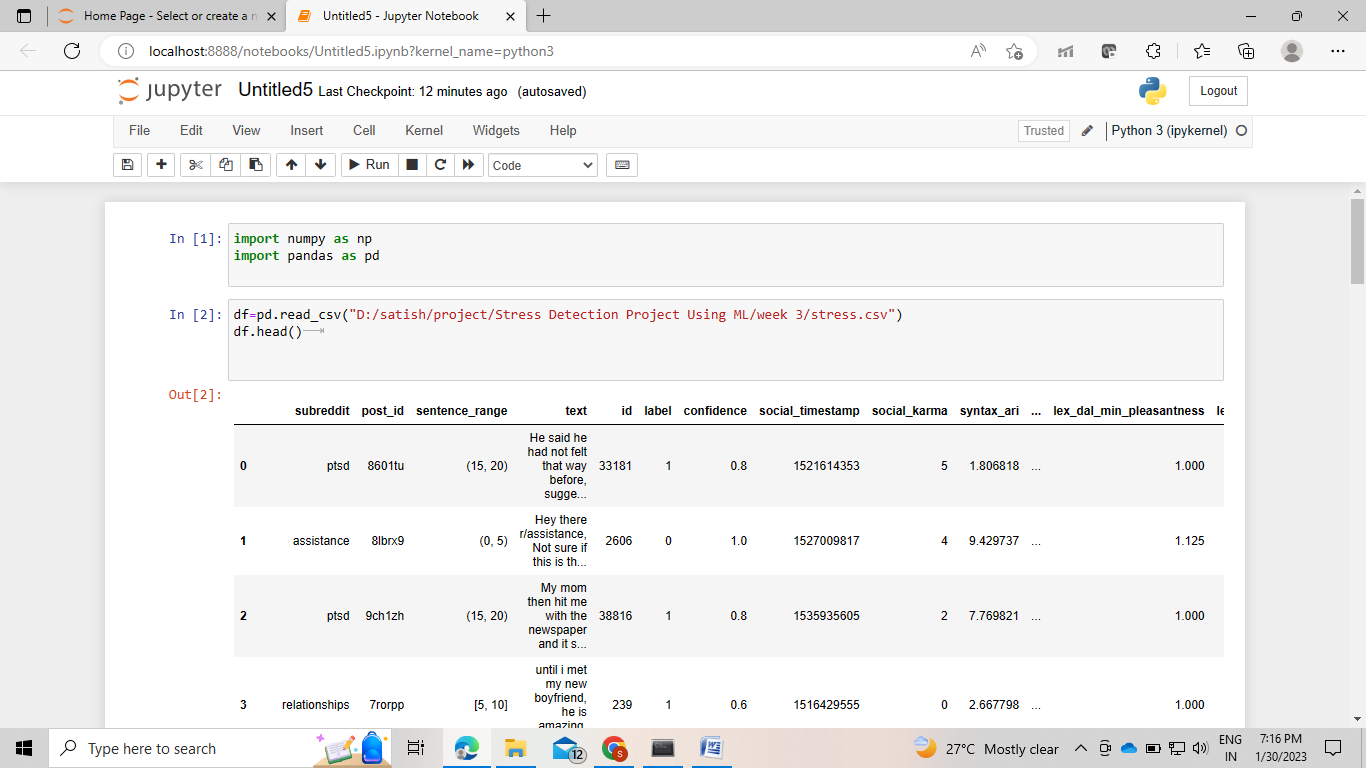 Home Page - Select or create a n
Untitled5 - Jupyter Notebook
localhost:8888/notebooks/Untitled5.ipynb?kernel_name=python3
jupyter Untitled5 Last Checkpoint: 12 minutes ago (autosaved)
Logout
File Edit View Insert Cell Kernel Widgets Help
Trusted Python 3 (ipykernel)
Run Code
In [1]: import numpy as np
import pandas as pd
In [2]: df=pd.read_csv("D:/satish/project/Stress Detection Project Using ML/week 3/stress.csv")
df.head()
Out[2]:
subreddit post_id sentence_range text id label confidence social_timestamp social_karma syntax_ari ... lex_dal_min_pleasantness le
He said he
had not felt
0 ptsd 8601tu (15, 20) that way 33181 1 0.8 1521614353 5 1.806818 ... 1.000
before,
sugge...
Hey there
r/assistance,
1 assistance 8lbrx9 (0, 5) Not sure if 2606 0 1.0 1527009817 4 9.429737 ... 1.125
this is th...
My mom
then hit me
2 ptsd 9ch1zh (15, 20) with the 38816 1 0.8 1535935605 2 7.769821 ... 1.000
newspaper
and it s...
until i met
my new
3 relationships 7rorpp [5, 10] boyfriend, 239 1 0.6 1516429555 0 2.667798 ... 1.000
he is
amazing
Type here to search
12
S
27°C Mostly clear
ENG
IN
7:16 PM
1/30/2023